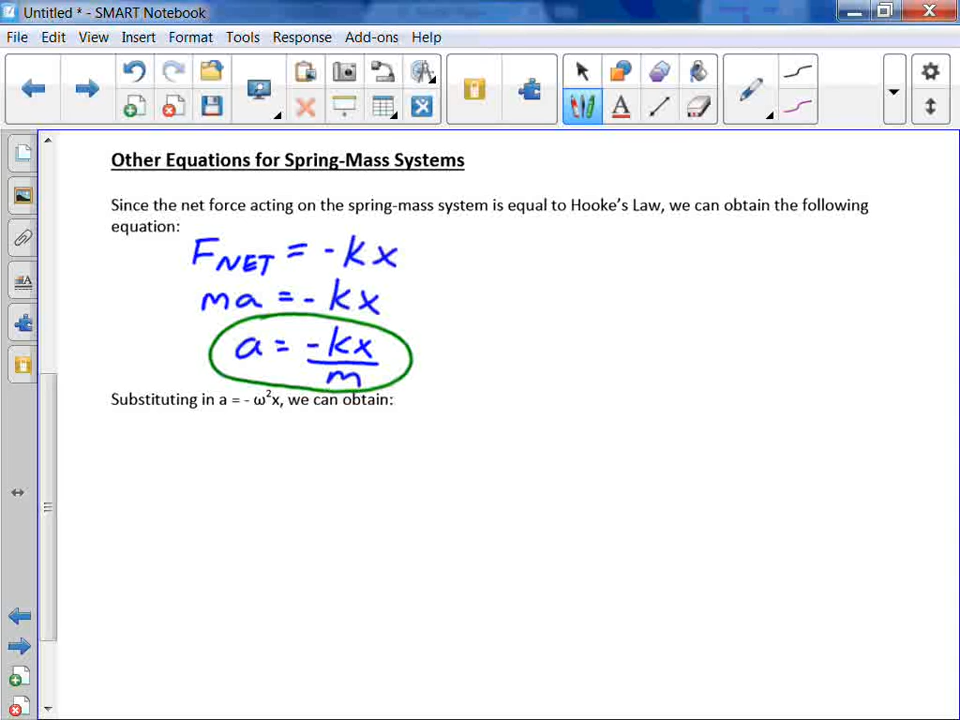 Untitled * - SMART Notebook
File Edit View Insert Format Tools Response Add-ons Help
Other Equations for Spring-Mass Systems
Since the net force acting on the spring-mass system is equal to Hooke's Law, we can obtain the following
equation:
F_NET = -kx
ma = -kx
a = -kx/m
Substituting in a = - ω²x, we can obtain: